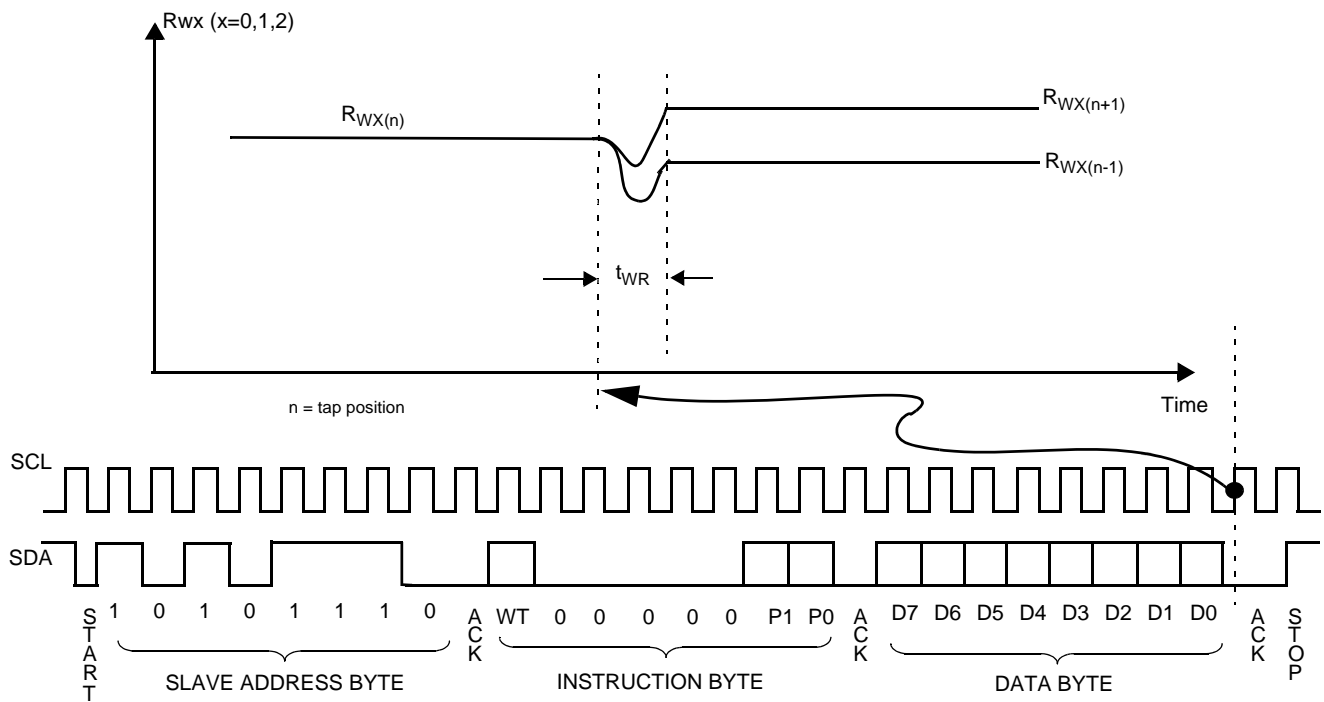 Rwx (x=0,1,2)
RWX(n)
RWX(n+1)
RWX(n-1)
tWR
n = tap position
Time
SCL
SDA
START 1 0 1 0 1 1 1 0 ACK WT 0 0 0 0 0 P1 P0 ACK D7 D6 D5 D4 D3 D2 D1 D0 ACK STOP
SLAVE ADDRESS BYTE INSTRUCTION BYTE DATA BYTE